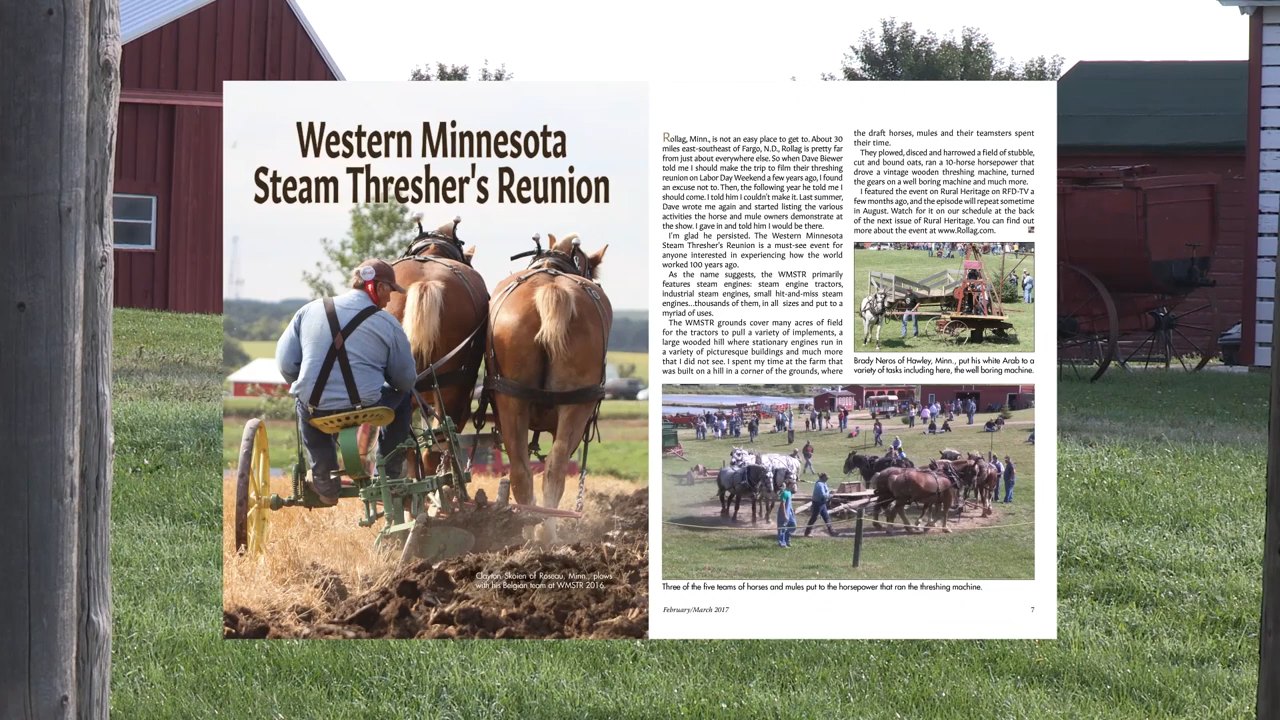 Western Minnesota
Steam Thresher's Reunion
Clayton Skoien of Roseau, Minn., plows
with his Belgian team at WMSTR 2016.
Rollag, Minn., is not an easy place to get to. About 30
miles east-southeast of Fargo, N.D., Rollag is pretty far
from just about everywhere else. So when Dave Biewer
told me I should make the trip to film their threshing
reunion on Labor Day Weekend a few years ago, I found
an excuse not to. Then, the following year he told me I
should come. I told him I couldn't make it. Last summer,
Dave wrote me again and started listing the various
activities the horse and mule owners demonstrate at
the show. I gave in and told him I would be there.
I'm glad he persisted. The Western Minnesota
Steam Thresher's Reunion is a must-see event for
anyone interested in experiencing how the world
worked 100 years ago.
As the name suggests, the WMSTR primarily
features steam engines: steam engine tractors,
industrial steam engines, small hit-and-miss steam
engines...thousands of them, in all sizes and put to a
myriad of uses.
The WMSTR grounds cover many acres of field
for the tractors to pull a variety of implements, a
large wooded hill where stationary engines run in
a variety of picturesque buildings and much more
that I did not see. I spent my time at the farm that
was built on a hill in a corner of the grounds, where
the draft horses, mules and their teamsters spent
their time.
They plowed, disced and harrowed a field of stubble,
cut and bound oats, ran a 10-horse horsepower that
drove a vintage wooden threshing machine, turned
the gears on a well boring machine and much more.
I featured the event on Rural Heritage on RFD-TV a
few months ago, and the episode will repeat sometime
in August. Watch for it on our schedule at the back
of the next issue of Rural Heritage. You can find out
more about the event at www.Rollag.com.
Brady Neros of Hawley, Minn., put his white Arab to a
variety of tasks including here, the well boring machine.
Three of the five teams of horses and mules put to the horsepower that ran the threshing machine.
February/March 2017
7